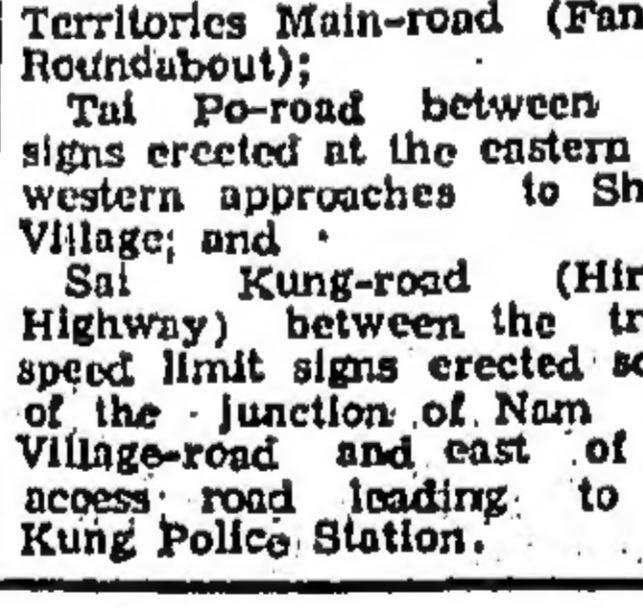 Territories Main-road (Fan
Roundabout);
Tai Po-road between
signs erected at the eastern
western approaches to Sh
Village; and
Sai Kung-road (Hir
Highway) between the tr
speed limit signs erected so
of the junction of Nam
Village-road and east of
access road leading to
Kung Police Station.